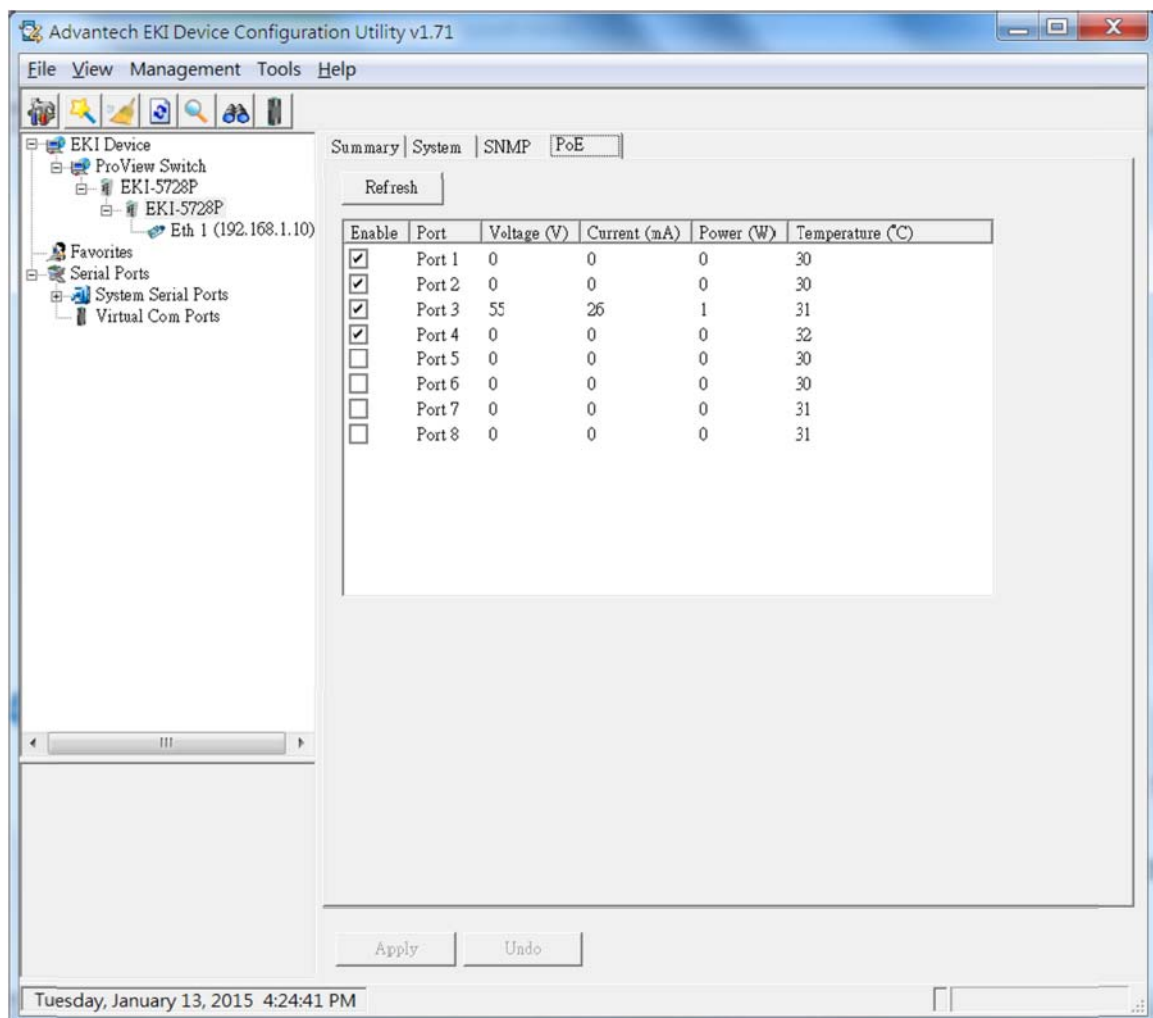 Advantech EKI Device Configuration Utility v1.71
File View Management Tools Help
EKI Device
ProView Switch
EKI-5728P
EKI-5728P
Eth 1 (192.168.1.10)
Favorites
Serial Ports
System Serial Ports
Virtual Com Ports
Summary System SNMP PoE
Refresh
Enable Port Voltage (V) Current (mA) Power (W) Temperature (°C)
Port 1 0 0 0 30
Port 2 0 0 0 30
Port 3 55 26 1 31
Port 4 0 0 0 32
Port 5 0 0 0 30
Port 6 0 0 0 30
Port 7 0 0 0 31
Port 8 0 0 0 31
Apply Undo
Tuesday, January 13, 2015 4:24:41 PM